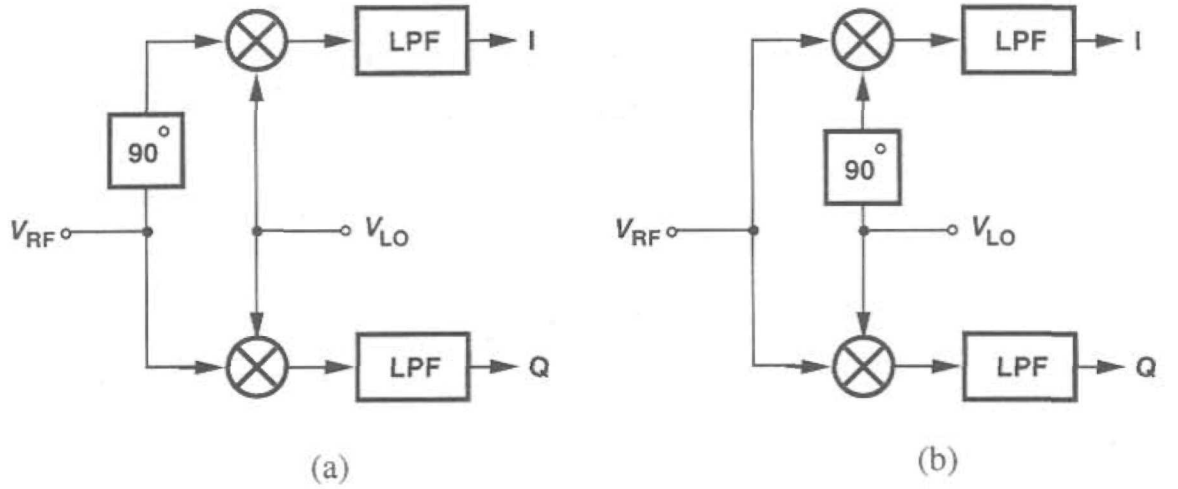 LPF
I
90°
V_RF
V_LO
LPF
Q
(a)
LPF
I
90°
V_RF
V_LO
LPF
Q
(b)